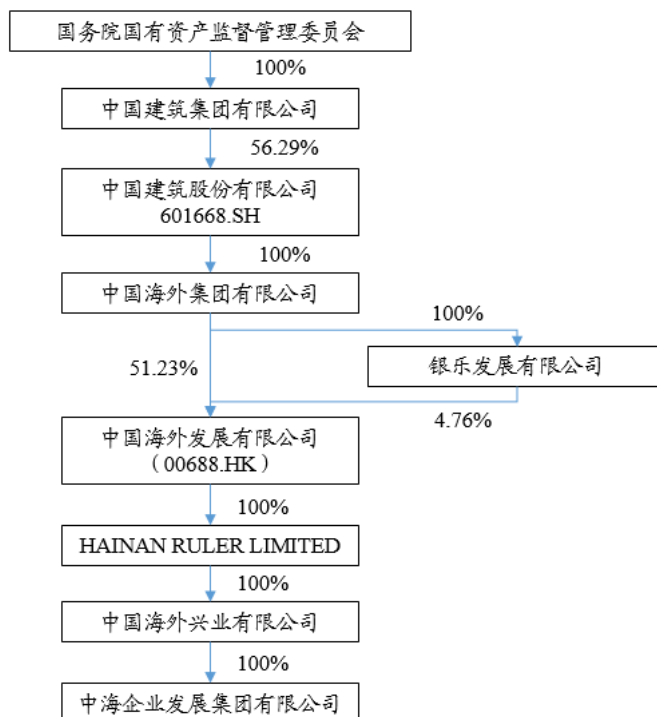 国务院国有资产监督管理委员会
100%
中国建筑集团有限公司
56.29%
中国建筑股份有限公司
601668.SH
100%
中国海外集团有限公司
100%
51.23%
银乐发展有限公司
4.76%
中国海外发展有限公司
（00688.HK）
100%
HAINAN RULER LIMITED
100%
中国海外兴业有限公司
100%
中海企业发展集团有限公司